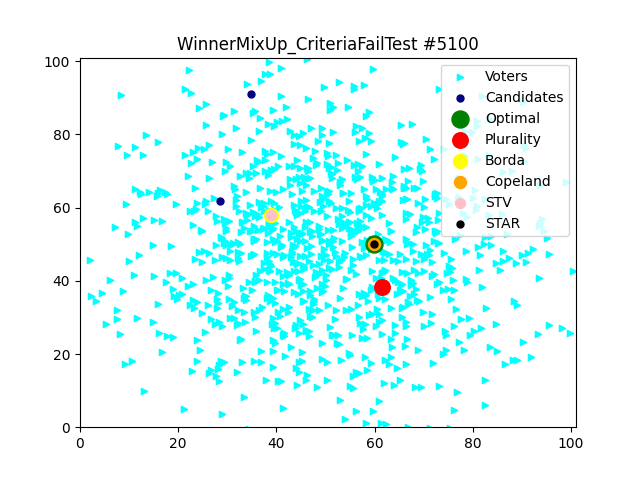 WinnerMixUp_CriteriaFailTest #5100
100
80
60
40
20
0
0
20
40
60
80
100
Voters
Candidates
Optimal
Plurality
Borda
Copeland
STV
STAR